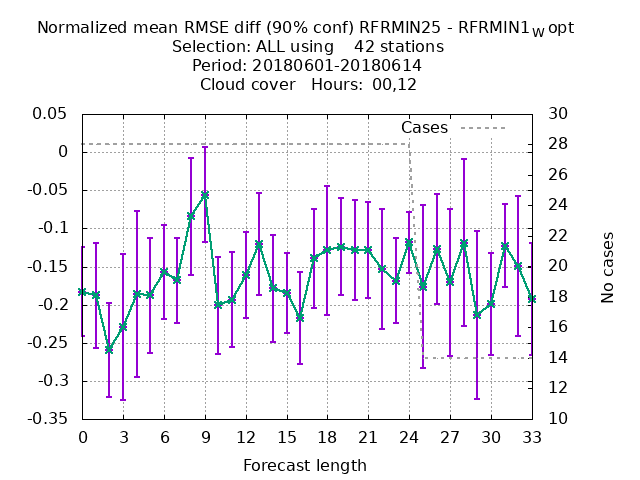 Normalized mean RMSE diff (90% conf) RFRMIN25 - RFRMIN1w opt
Selection: ALL using    42 stations
Period: 20180601-20180614
Cloud cover   Hours:  00,12
Cases
0.05
0
-0.05
-0.1
-0.15
-0.2
-0.25
-0.3
-0.35
30
28
26
24
22
20
18
16
14
12
10
No cases
0 3 6 9 12 15 18 21 24 27 30 33
Forecast length